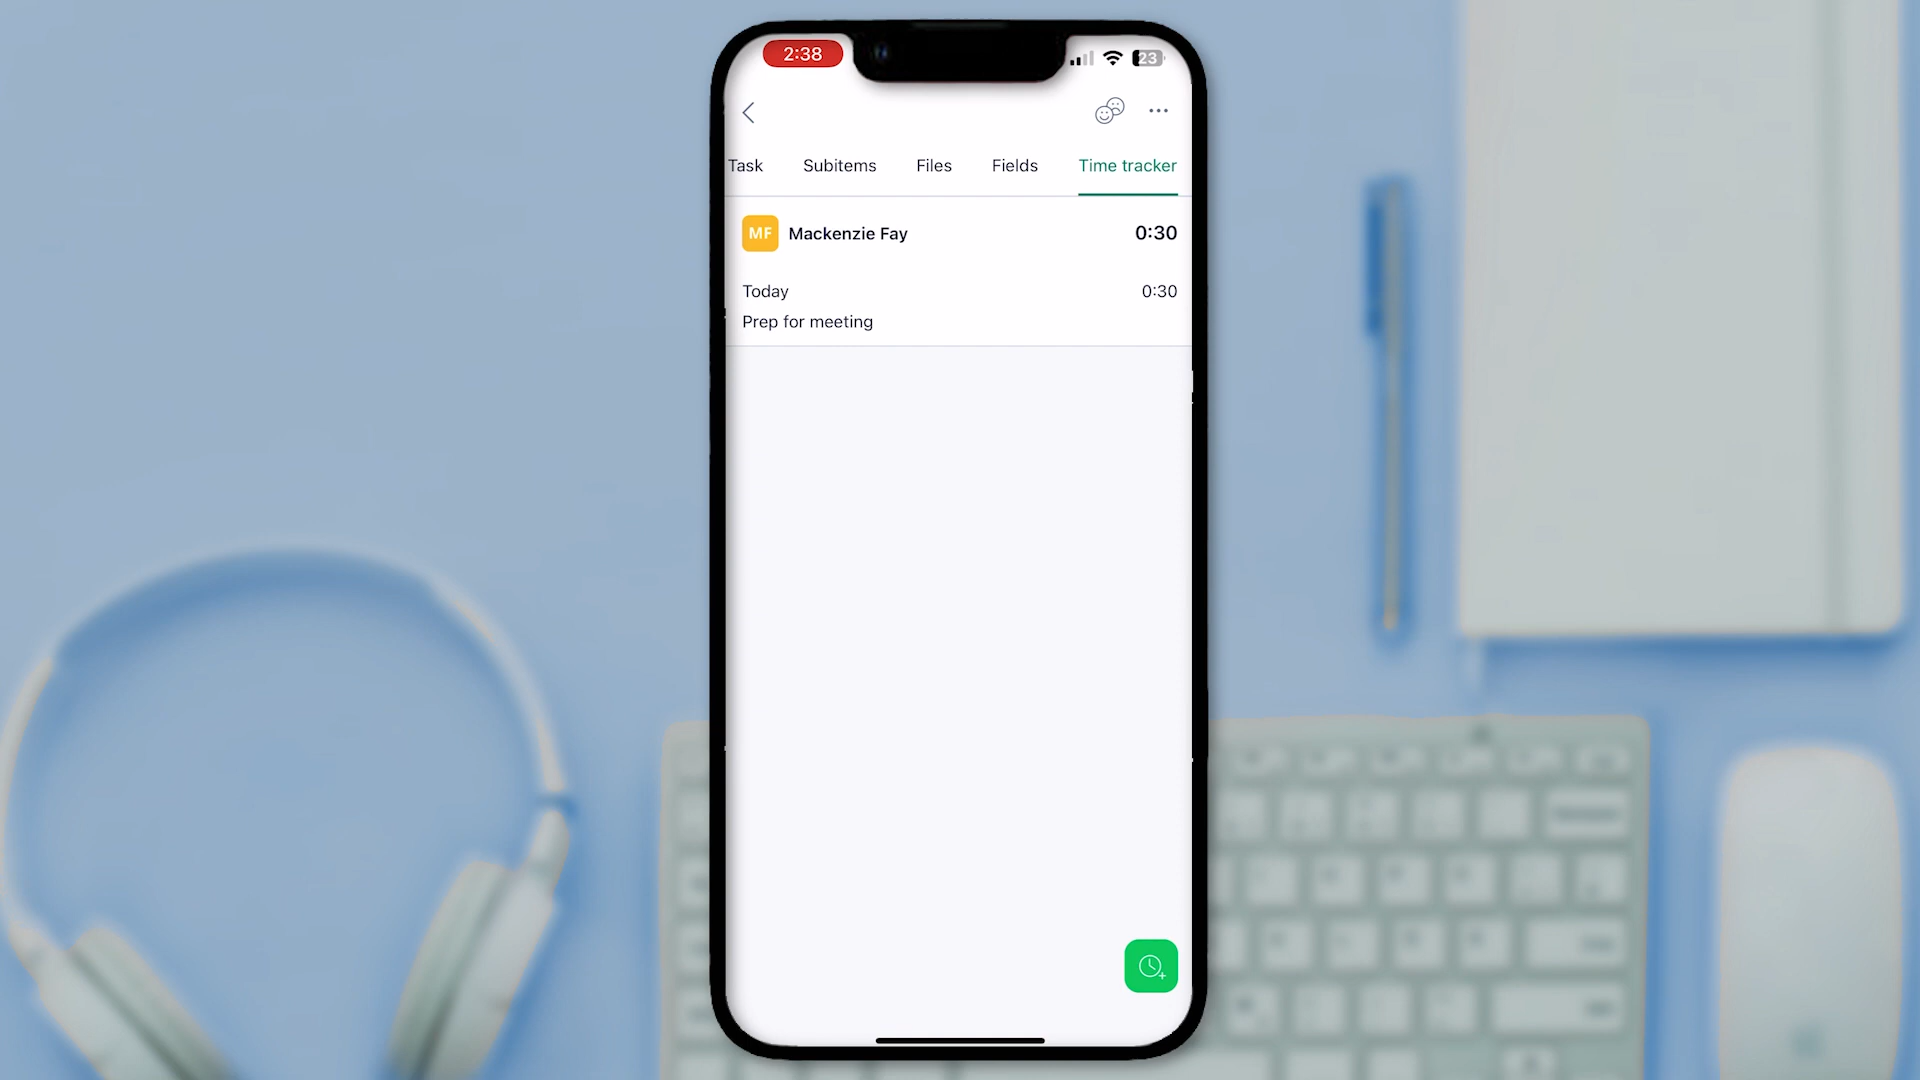 2:38
23
Task Subitems Files Fields Time tracker
MF Mackenzie Fay 0:30
Today 0:30
Prep for meeting